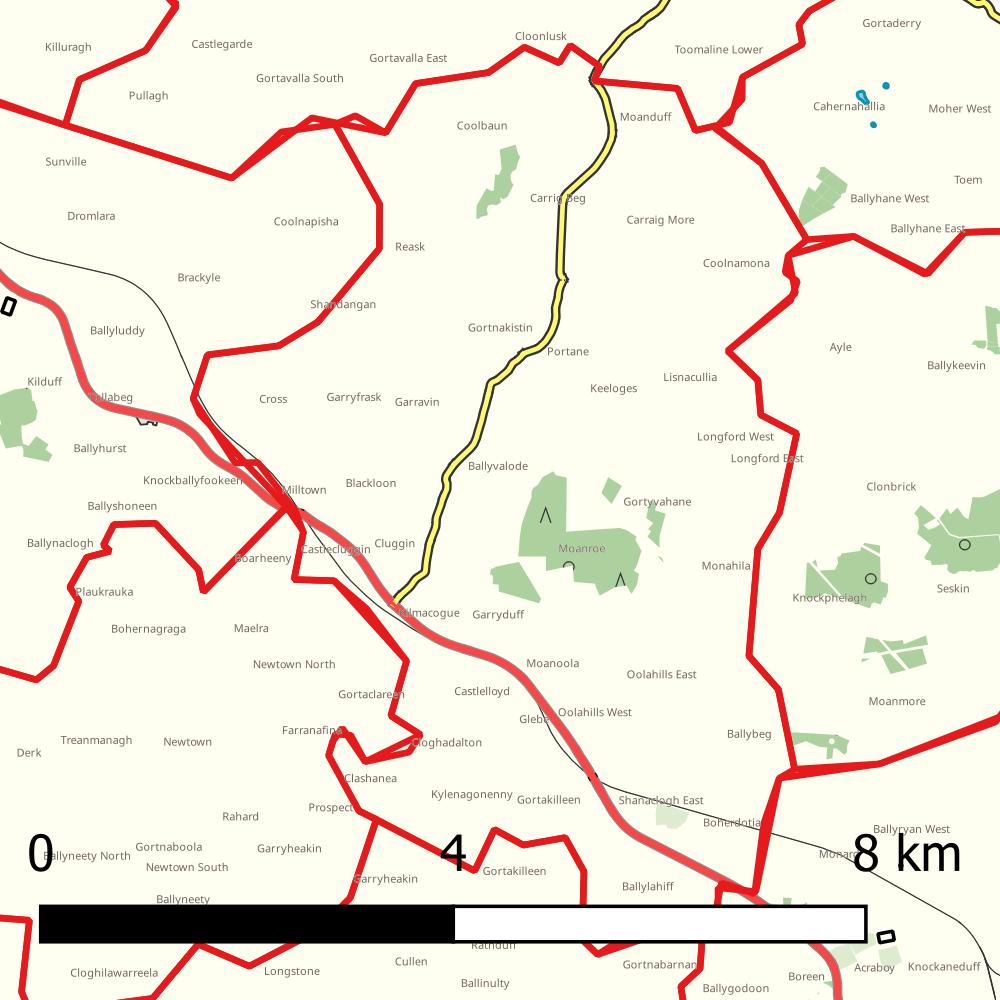 Gortaderry
Cloonlusk
Castlegarde
Killuragh
Toomaline Lower
Gortavalla East
Gortavalla South
Pullagh
Cahernahallia
Moher West
Moanduff
Coolbaun
Sunville
Toem
Carrig Beg
Ballyhane West
Dromlara
Coolnapisha
Carraig More
Ballyhane East
Reask
Coolnamona
Brackyle
Shandangan
Ballyluddy
Gortnakistin
Ayle
Portane
Ballykeevin
Lisnacullia
Kilduff
Keeloges
Tullabeg
Cross
Garryfrask
Garravin
Longford West
Ballyhurst
Longford East
Ballyvalode
Knockballyfookeen
Blackloon
Clonbrick
Milltown
Gortyvahane
Ballyshoneen
Ballynaclogh
Cluggin
Castlecluggin
Moanroe
Boarheeny
Monahila
Seskin
Plaukrauka
Knockphelagh
Kilmacogue
Garryduff
Bohernagraga
Maelra
Newtown North
Moanoola
Oolahills East
Gortaclareen
Castlelloyd
Moanmore
Oolahills West
Glebe
Farranafina
Ballybeg
Treanmanagh
Newtown
Cloghadalton
Derk
Clashanea
Kylenagonenny
Gortakilleen
Shanaclogh East
Prospect
Rahard
Boherdotia
Ballyryan West
Gortnaboola
Garryheakin
0
4
8 km
Ballyneety North
Monard
Newtown South
Gortakilleen
Garryheakin
Ballylahiff
Ballyneety
Rathduff
Cullen
Gortnabarnan
Acraboy
Knockaneduff
Cloghilawarreela
Longstone
Boreen
Ballinulty
Ballygodoon